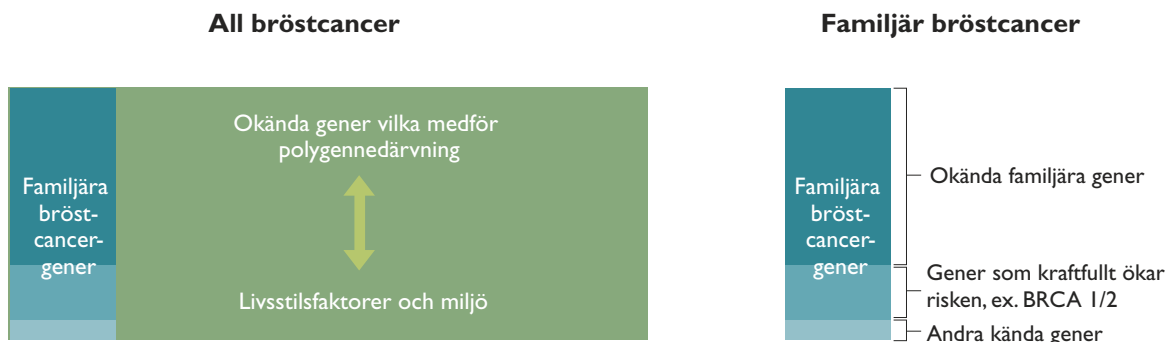 All bröstcancer
Familjär bröstcancer
Familjära
bröst-
cancer-
gener
Okända gener vilka medför
polygennedärvning
Livsstilsfaktorer och miljö
Familjära
bröst-
cancer-
gener
Okända familjära gener
Gener som kraftfullt ökar
risken, ex. BRCA 1/2
Andra kända gener